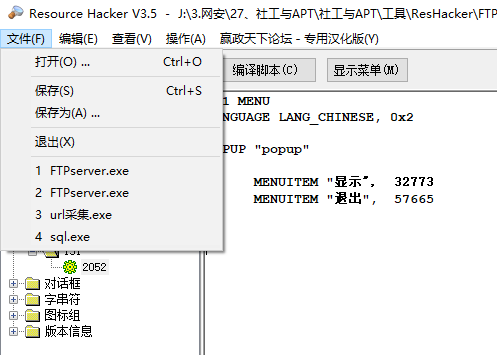 Resource Hacker V3.5 - J:\3.网安\27、社工与APT\社工与APT\工具\ResHacker\FTP
文件(F) 编辑(E) 查看(V) 操作(A) 赢政天下论坛 - 专用汉化版(Y)
打开(O) ... Ctrl+O
保存(S) Ctrl+S
保存为(A) ...
退出(X)
1 FTPserver.exe
2 FTPserver.exe
3 url采集.exe
4 sql.exe
编译脚本(C) 显示菜单(M)
1 MENU
NGUAGE LANG_CHINESE, 0x2
PUP "popup"
MENUITEM "显示", 32773
MENUITEM "退出", 57665
2052
对话框
字串符
图标组
版本信息